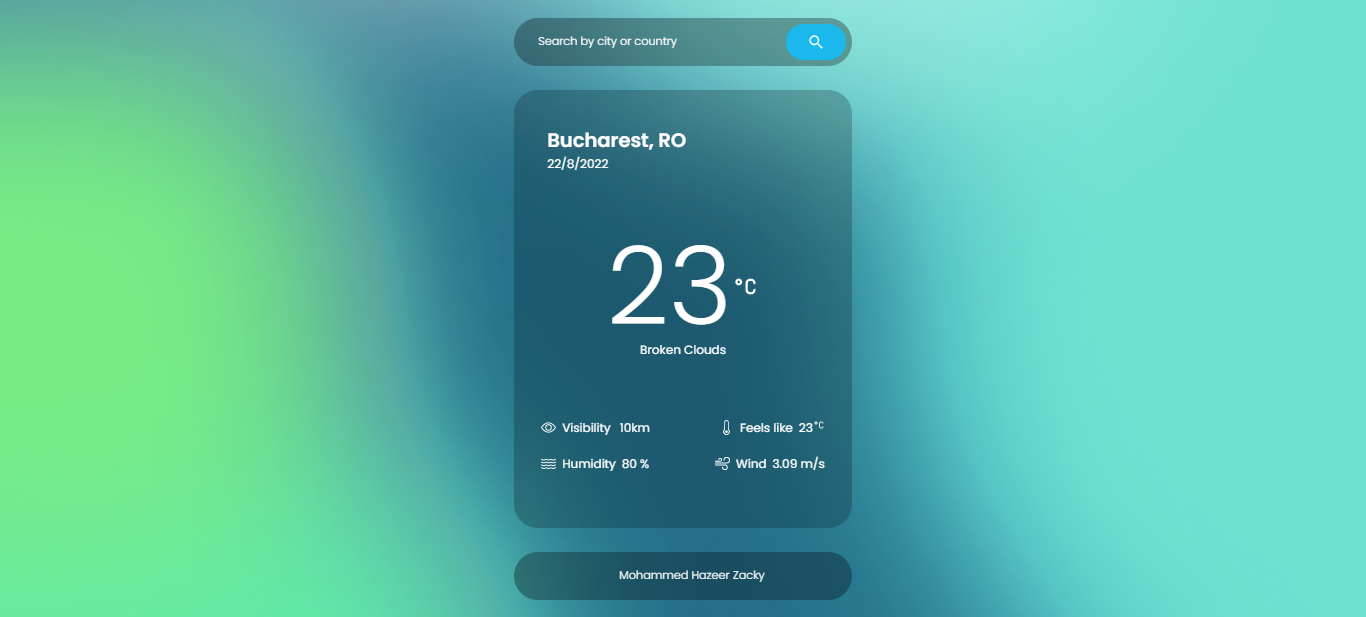 Search by city or country
Bucharest, RO
22/8/2022
23 °C
Broken Clouds
Visibility 10km
Feels like 23°C
Humidity 80 %
Wind 3.09 m/s
Mohammed Hazeer Zacky